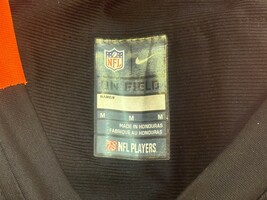 NFL
ON FIELD
M M M
MADE IN HONDURAS
FABRIQUÉ AU HONDURAS
NFL PLAYERS